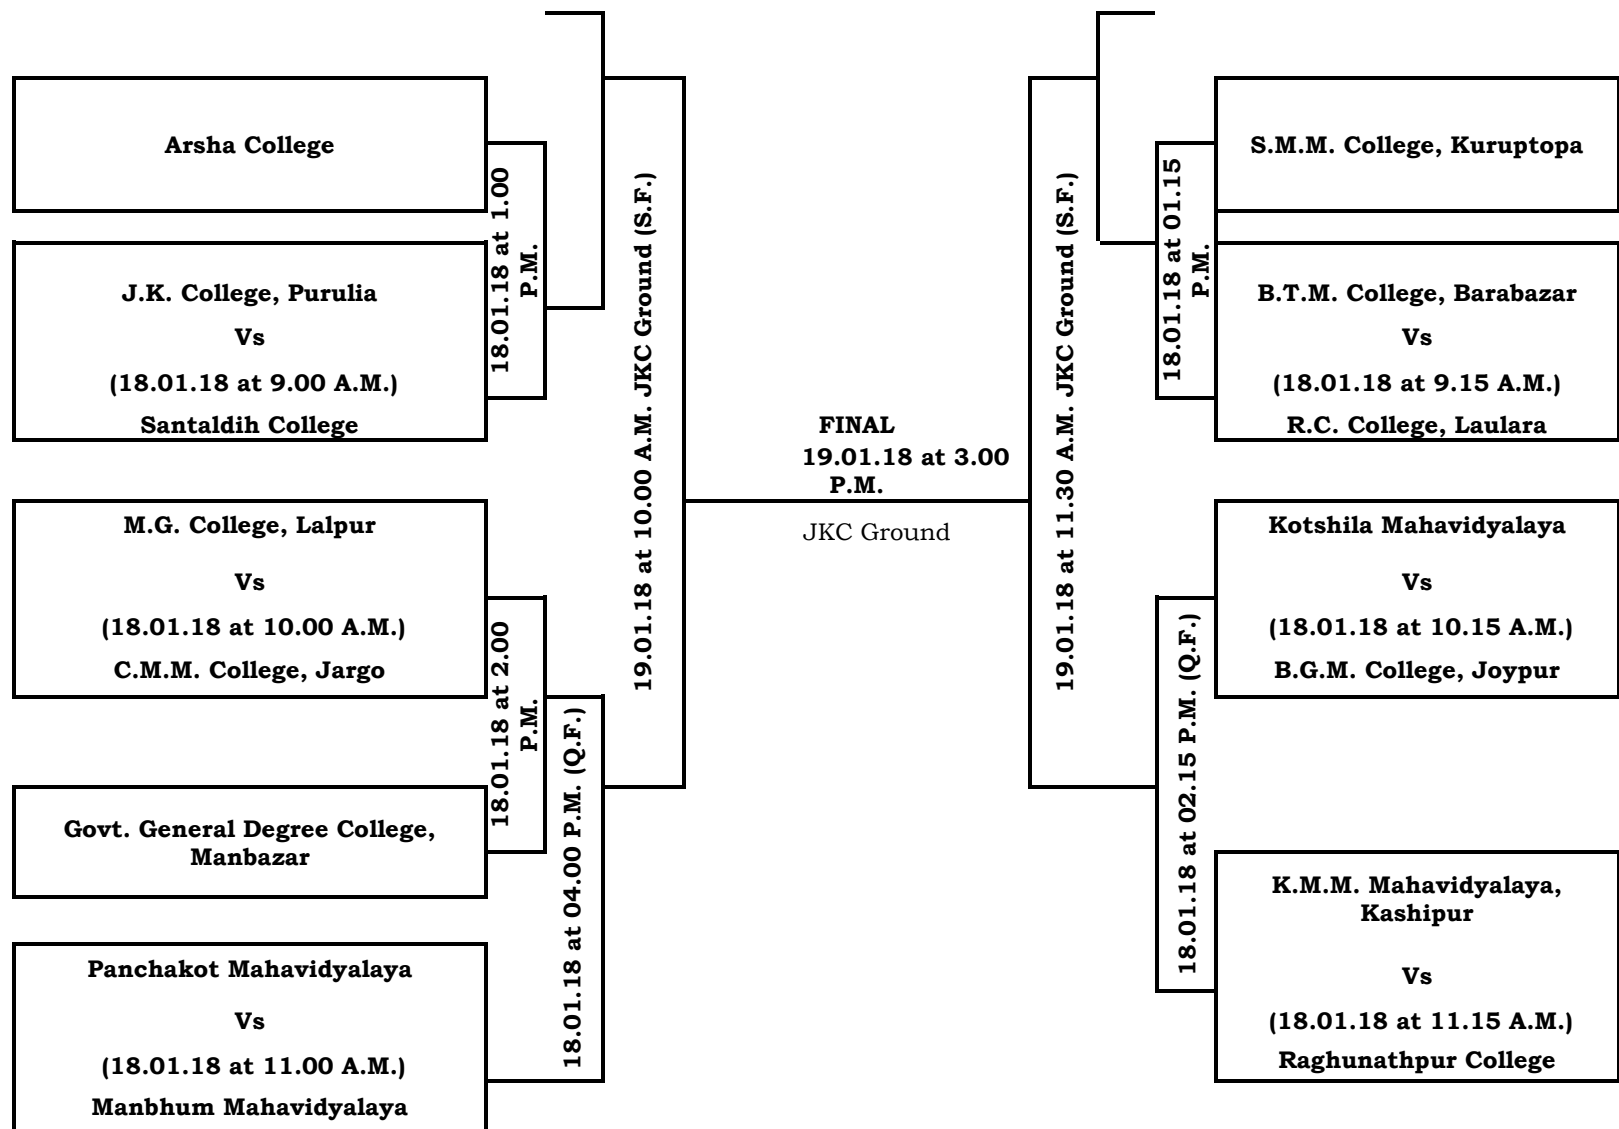 Arsha College
J.K. College, Purulia
Vs
(18.01.18 at 9.00 A.M.)
Santaldih College
18.01.18 at 1.00
P.M.
M.G. College, Lalpur
Vs
(18.01.18 at 10.00 A.M.)
C.M.M. College, Jargo
18.01.18 at 2.00
P.M.
Govt. General Degree College,
Manbazar
18.01.18 at 04.00 P.M. (Q.F.)
Panchakot Mahavidyalaya
Vs
(18.01.18 at 11.00 A.M.)
Manbhum Mahavidyalaya
19.01.18 at 10.00 A.M. JKC Ground (S.F.)
FINAL
19.01.18 at 3.00
P.M.
JKC Ground
19.01.18 at 11.30 A.M. JKC Ground (S.F.)
18.01.18 at 01.15
P.M.
S.M.M. College, Kuruptopa
B.T.M. College, Barabazar
Vs
(18.01.18 at 9.15 A.M.)
R.C. College, Laulara
18.01.18 at 02.15 P.M. (Q.F.)
Kotshila Mahavidyalaya
Vs
(18.01.18 at 10.15 A.M.)
B.G.M. College, Joypur
K.M.M. Mahavidyalaya,
Kashipur
Vs
(18.01.18 at 11.15 A.M.)
Raghunathpur College